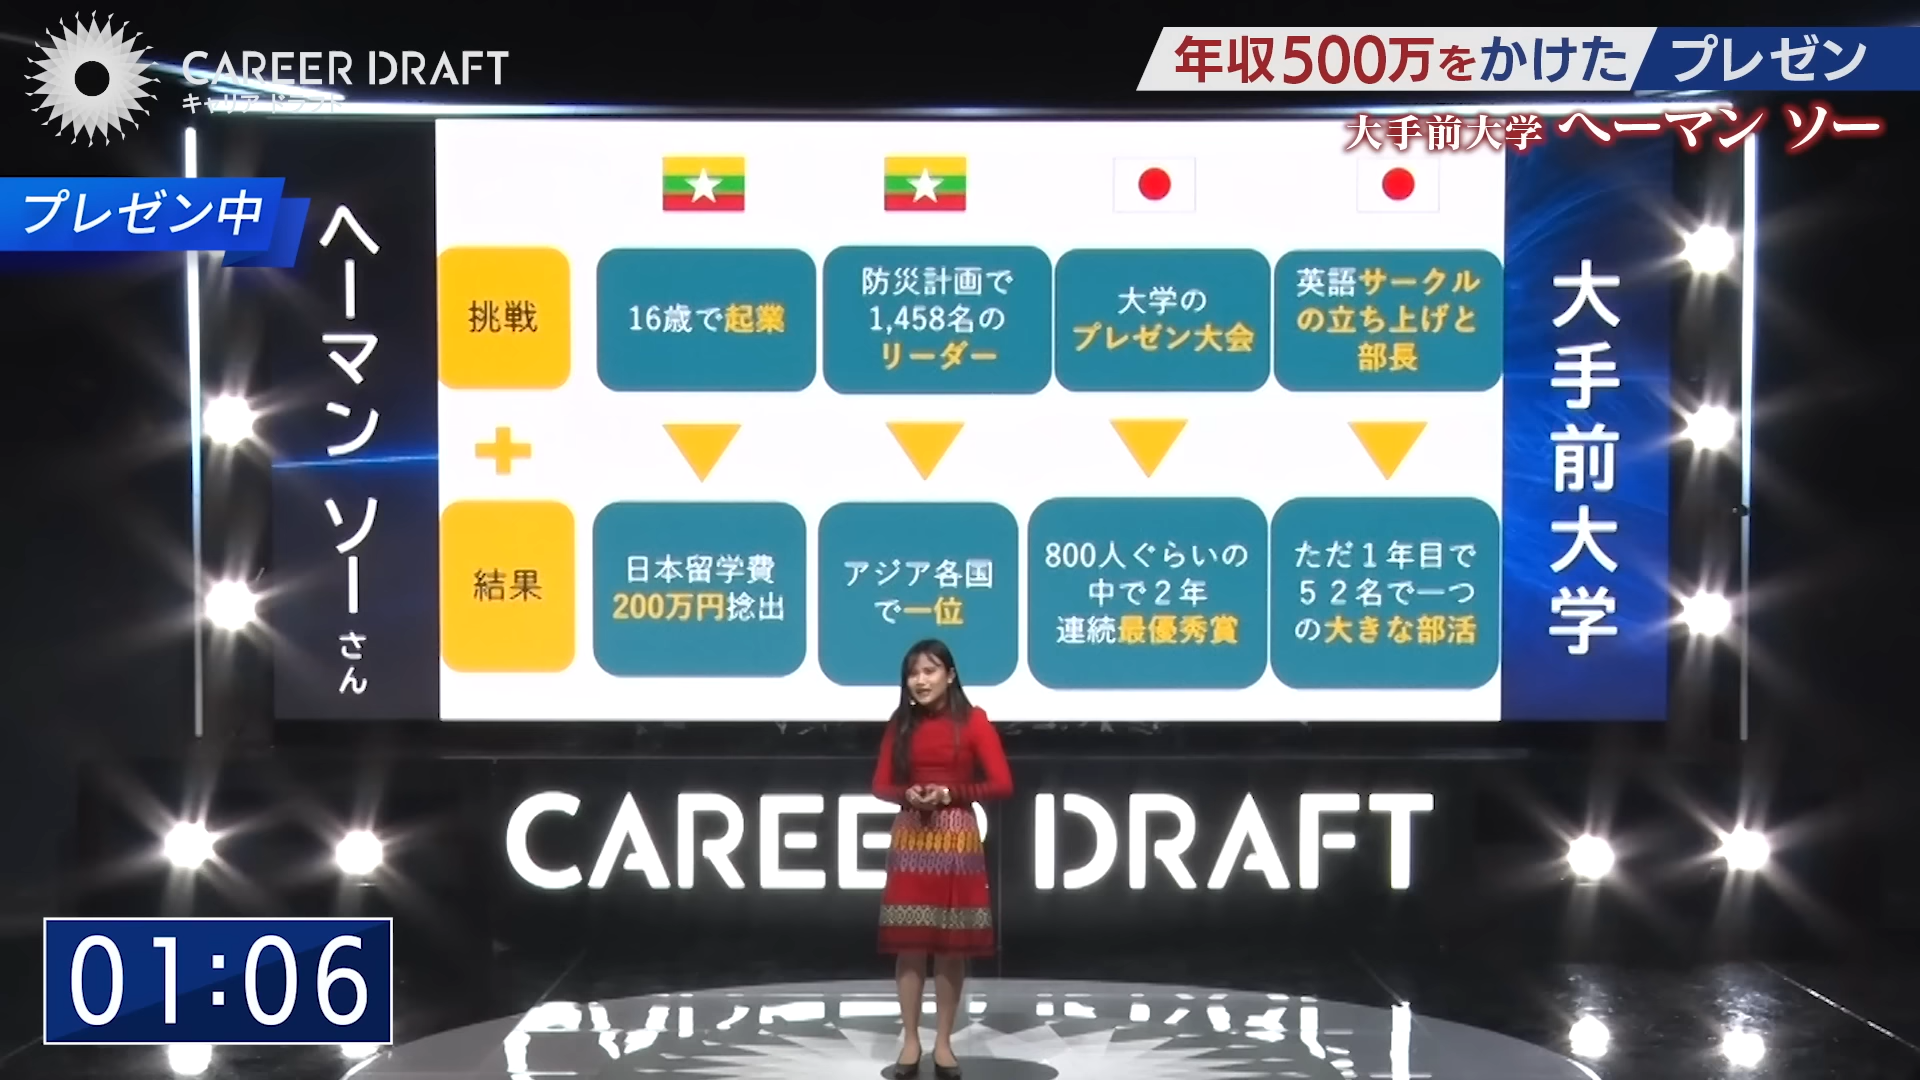 CAREER DRAFT
キャリアドラフト
年収500万をかけた プレゼン
大手前大学 ヘーマン ソー
プレゼン中
ヘーマン ソーさん
挑戦
16歳で起業
防災計画で
1,458名の
リーダー
大学の
プレゼン大会
英語サークル
の立ち上げと
部長
結果
日本留学費
200万円捻出
アジア各国
で一位
800人ぐらいの
中で２年
連続最優秀賞
ただ１年目で
５２名で一つ
の大きな部活
大手前大学
CAREER DRAFT
01:06